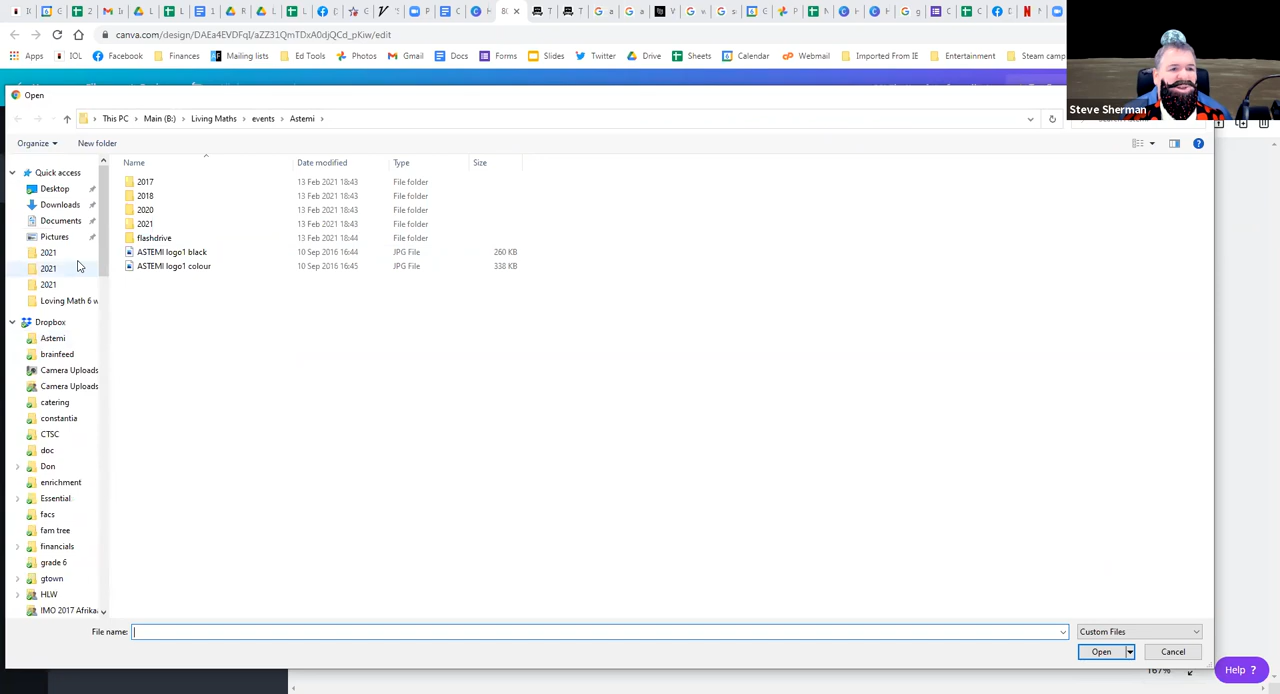 canva.com/design/DAEa4EVDFqI/aZZ31QmTDxA0djQCd_pKiw/edit
Apps IOL Facebook Finances Mailing lists Ed Tools Photos Gmail Docs Forms Slides Twitter Drive Sheets Calendar Webmail Imported From IE Entertainment Steam camp
Steve Sherman
Open
This PC > Main (B:) > Living Maths > events > Astemi >
Organize New folder
Name Date modified Type Size
2017 13 Feb 2021 18:43 File folder
2018 13 Feb 2021 18:43 File folder
2020 13 Feb 2021 18:43 File folder
2021 13 Feb 2021 18:43 File folder
flashdrive 13 Feb 2021 18:44 File folder
ASTEMI logo1 black 10 Sep 2016 16:44 JPG File 260 KB
ASTEMI logo1 colour 10 Sep 2016 16:45 JPG File 338 KB
Quick access
Desktop
Downloads
Documents
Pictures
2021
2021
2021
Loving Math 6 w
Dropbox
Astemi
brainfeed
Camera Uploads
Camera Uploads
catering
constantia
CTSC
doc
Don
enrichment
Essential
facs
fam tree
financials
grade 6
gtown
HLW
IMO 2017 Afrikaa
File name: Custom Files
Open Cancel
167%
Help ?